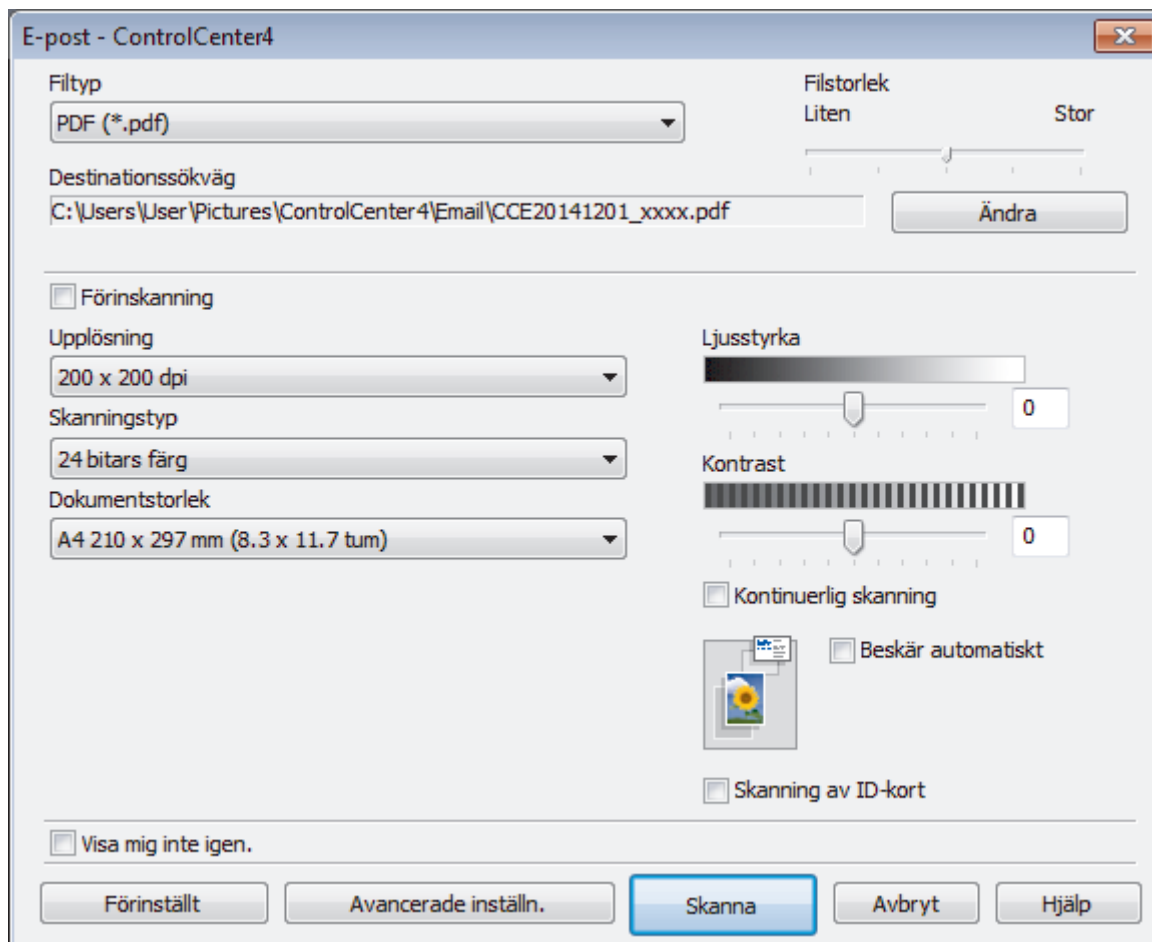 E-post - ControlCenter4
Filtyp
PDF (*.pdf)
Filstorlek
Liten Stor
Destinationssökväg
C:\Users\User\Pictures\ControlCenter4\Email\CCE20141201_xxxx.pdf
Ändra
Förinskanning
Upplösning
200 x 200 dpi
Skanningstyp
24 bitars färg
Dokumentstorlek
A4 210 x 297 mm (8.3 x 11.7 tum)
Ljusstyrka
0
Kontrast
0
Kontinuerlig skanning
Beskär automatiskt
Skanning av ID-kort
Visa mig inte igen.
Förinställt Avancerade inställn. Skanna Avbryt Hjälp